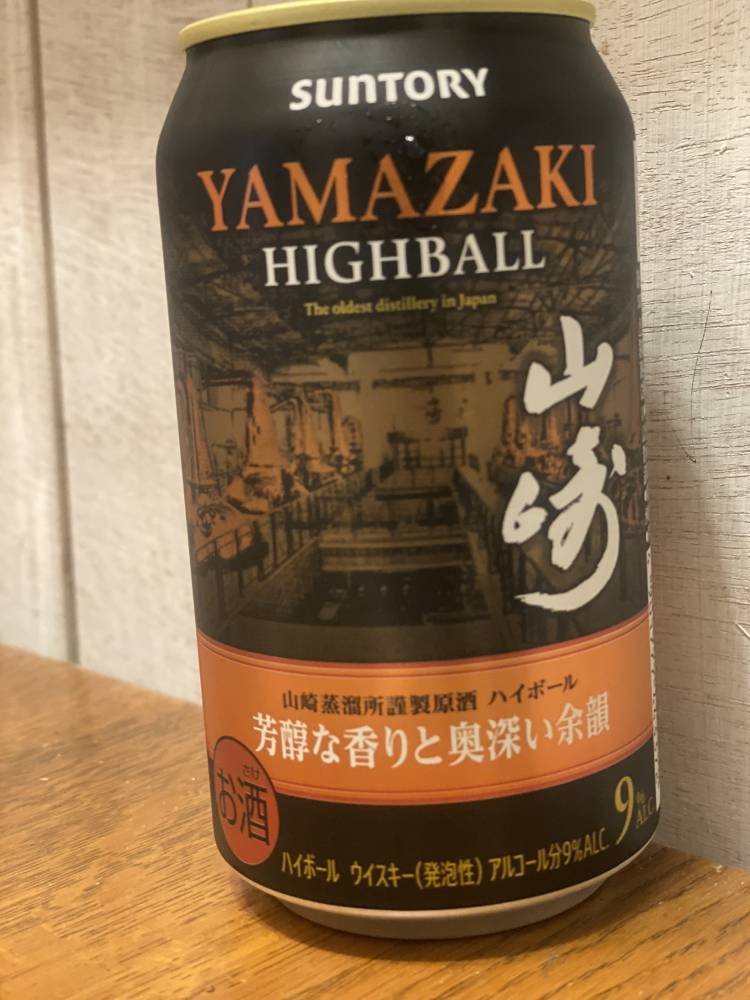 SUNTORY
YAMAZAKI
HIGHBALL
The oldest distillery in Japan
山崎
山崎蒸溜所謹製原酒 ハイボール
芳醇な香りと奥深い余韻
さけ
お酒
9% ALC.
ハイボール ウイスキー(発泡性) アルコール分9%ALC.